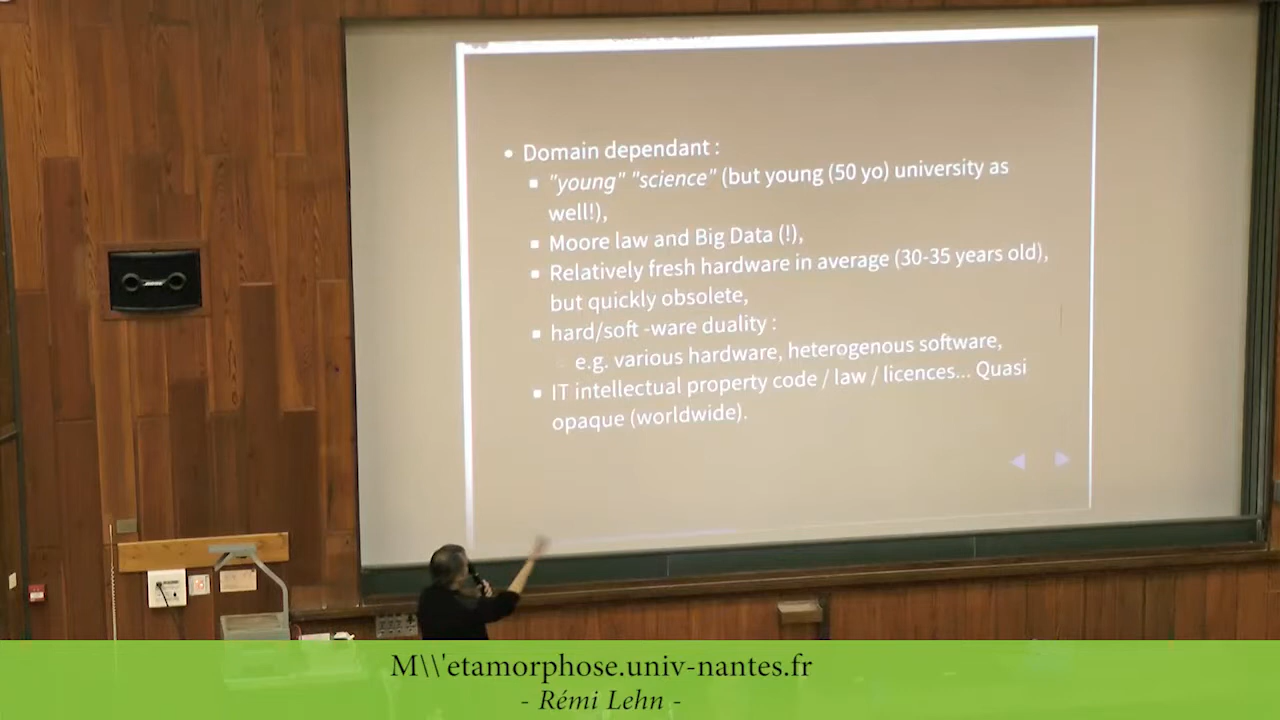 • Domain dependant :
▪ "young" "science" (but young (50 yo) university as
well!),
▪ Moore law and Big Data (!),
▪ Relatively fresh hardware in average (30-35 years old),
but quickly obsolete,
▪ hard/soft -ware duality :
e.g. various hardware, heterogenous software,
▪ IT intellectual property code / law / licences... Quasi
opaque (worldwide).
BOSE
M\\'etamorphose.univ-nantes.fr
- Rémi Lehn -